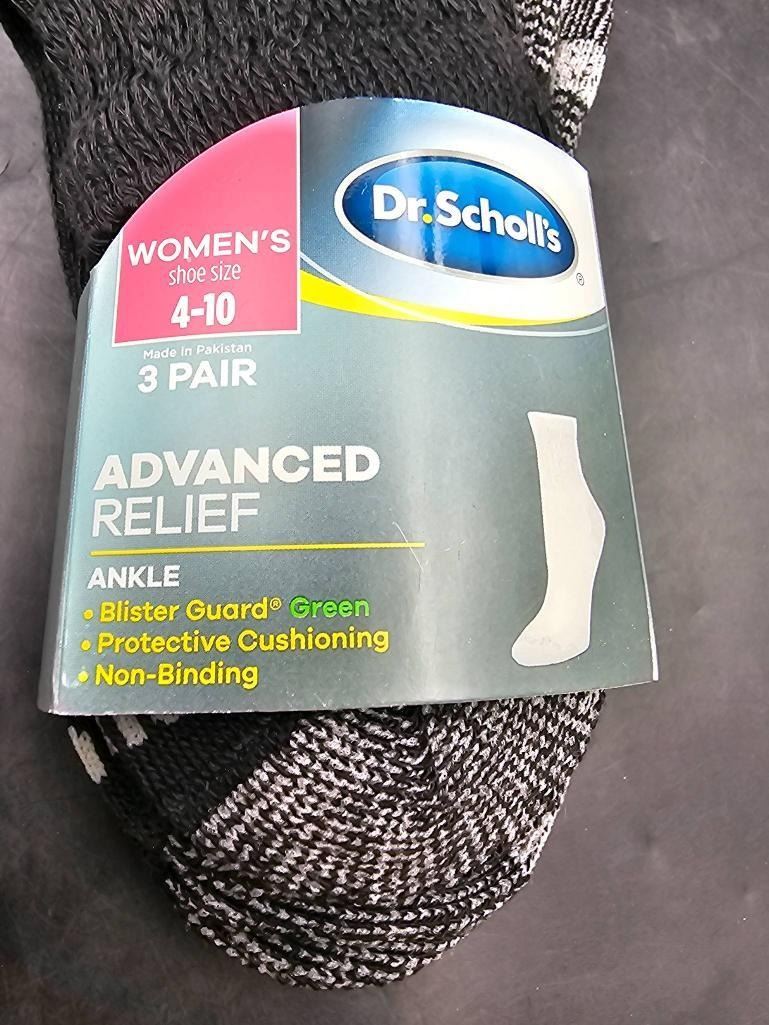 Dr.Scholl's
®
WOMEN'S
shoe size
4-10
Made in Pakistan
3 PAIR
ADVANCED
RELIEF
ANKLE
• Blister Guard® Green
• Protective Cushioning
• Non-Binding